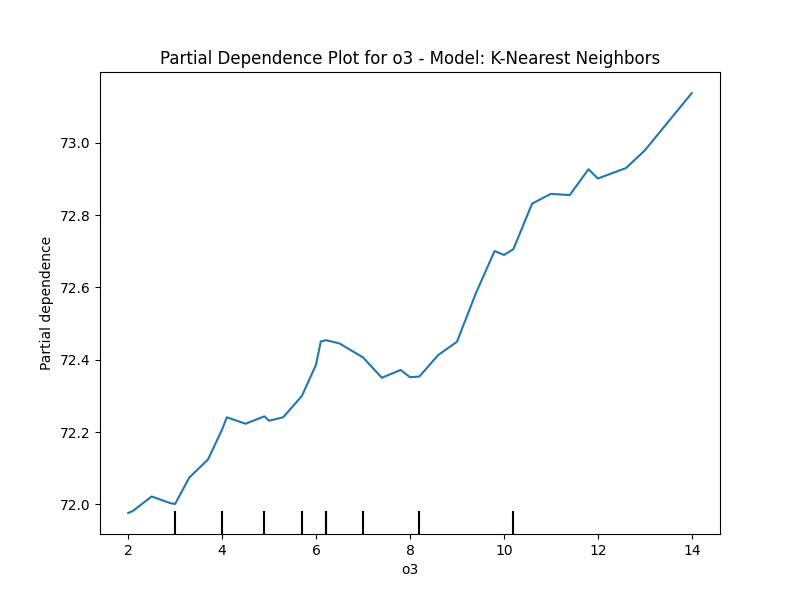 Partial Dependence Plot for o3 - Model: K-Nearest Neighbors
73.0
72.8
72.6
72.4
72.2
72.0
Partial dependence
2 4 6 8 10 12 14
o3